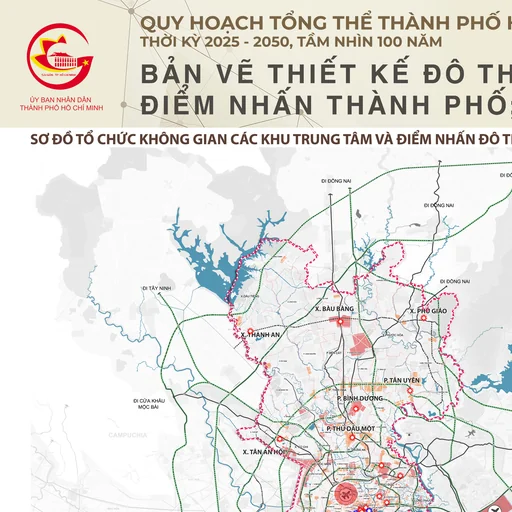 QUY HOẠCH TỔNG THỂ THÀNH PHỐ H
THỜI KỲ 2025 - 2050, TẦM NHÌN 100 NĂM
BẢN VẼ THIẾT KẾ ĐÔ TH
ĐIỂM NHẤN THÀNH PHỐ;
ỦY BAN NHÂN DÂN
THÀNH PHỐ HỒ CHÍ MINH
SƠ ĐỒ TỔ CHỨC KHÔNG GIAN CÁC KHU TRUNG TÂM VÀ ĐIỂM NHẤN ĐÔ TH
ĐI ĐỒNG NAI
ĐI ĐỒNG NAI
ĐI ĐỒNG NAI
ĐI TÂY NINH
X. BÀU BÀNG
X. PHÚ GIÁO
X. THANH AN
P. TÂN UYÊN
ĐI CỬA KHẨU
MỘC BÀI
P. BÌNH DƯƠNG
CAMPUCHIA
P. THỦ DẦU MỘT
X. TÂN AN HỘI